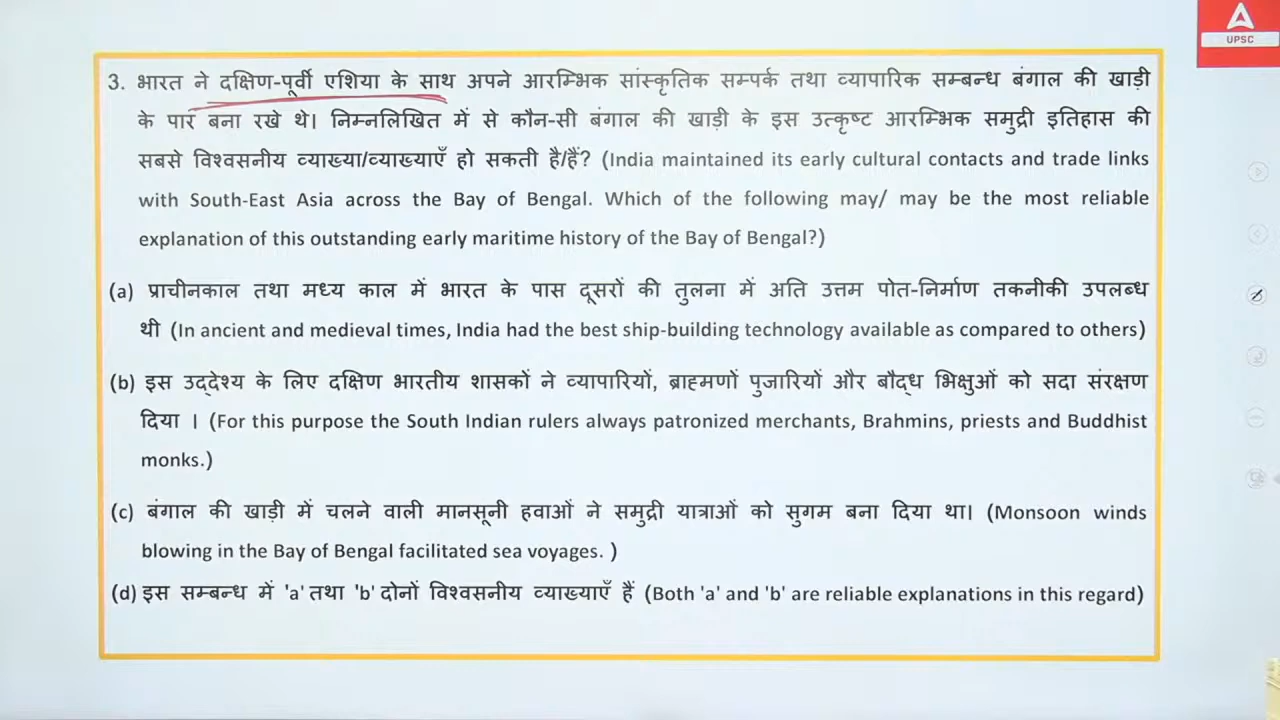 UPSC
3. भारत ने दक्षिण-पूर्वी एशिया के साथ अपने आरम्भिक सांस्कृतिक सम्पर्क तथा व्यापारिक सम्बन्ध बंगाल की खाड़ी
के पार बना रखे थे। निम्नलिखित में से कौन-सी बंगाल की खाड़ी के इस उत्कृष्ट आरम्भिक समुद्री इतिहास की
सबसे विश्वसनीय व्याख्या/व्याख्याएँ हो सकती है/हैं? (India maintained its early cultural contacts and trade links
with South-East Asia across the Bay of Bengal. Which of the following may/ may be the most reliable
explanation of this outstanding early maritime history of the Bay of Bengal?)
(a) प्राचीनकाल तथा मध्य काल में भारत के पास दूसरों की तुलना में अति उत्तम पोत-निर्माण तकनीकी उपलब्ध
थी (In ancient and medieval times, India had the best ship-building technology available as compared to others)
(b) इस उद्देश्य के लिए दक्षिण भारतीय शासकों ने व्यापारियों, ब्राह्मणों पुजारियों और बौद्ध भिक्षुओं को सदा संरक्षण
दिया । (For this purpose the South Indian rulers always patronized merchants, Brahmins, priests and Buddhist
monks.)
(c) बंगाल की खाड़ी में चलने वाली मानसूनी हवाओं ने समुद्री यात्राओं को सुगम बना दिया था। (Monsoon winds
blowing in the Bay of Bengal facilitated sea voyages. )
(d) इस सम्बन्ध में 'a' तथा 'b' दोनों विश्वसनीय व्याख्याएँ हैं (Both 'a' and 'b' are reliable explanations in this regard)